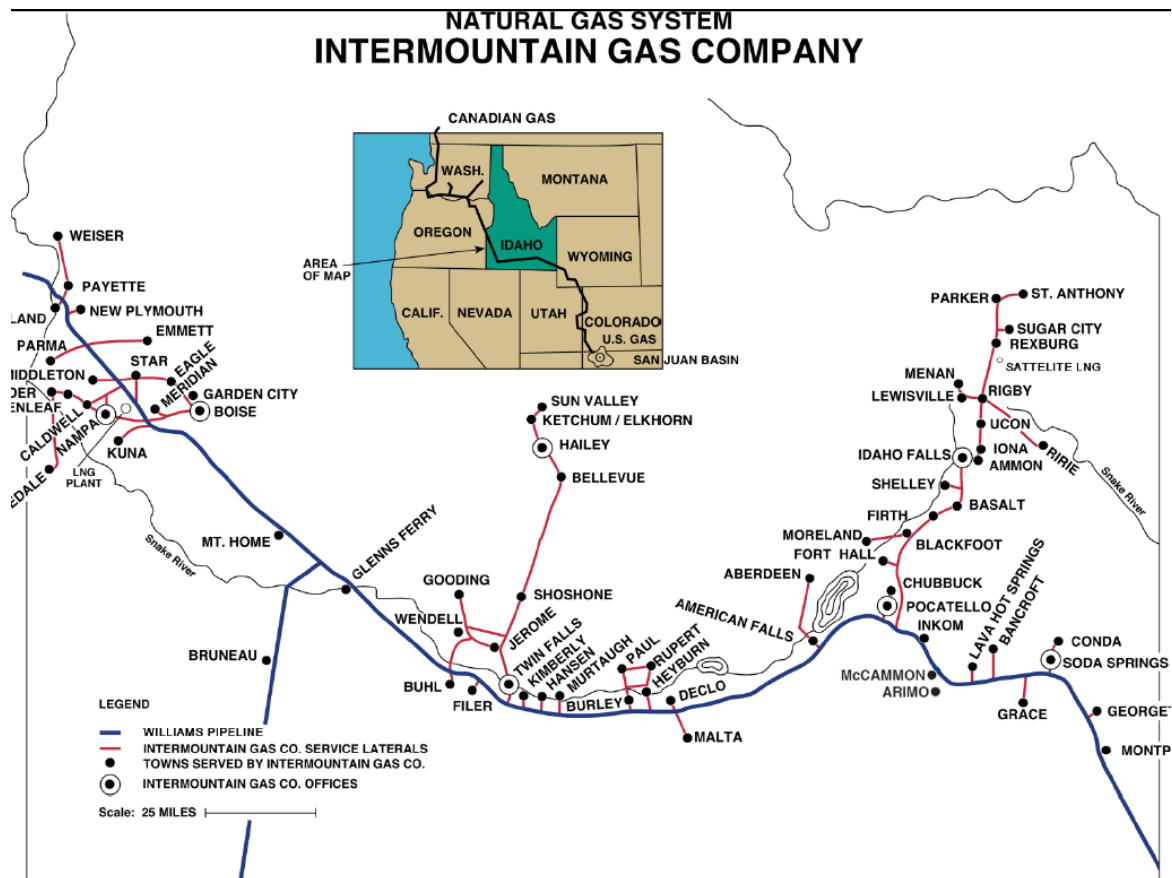 NATURAL GAS SYSTEM
INTERMOUNTAIN GAS COMPANY
CANADIAN GAS
WASH.
MONTANA
OREGON
IDAHO
WYOMING
AREA
OF MAP
CALIF.
NEVADA
UTAH
COLORADO
U.S. GAS
SAN JUAN BASIN
WEISER
PAYETTE
LAND
NEW PLYMOUTH
EMMETT
PARMA
STAR
EAGLE
MIDDLETON
MERIDIAN
GARDEN CITY
DER
BOISE
ENLEAF
CALDWELL
NAMPA
KUNA
EDALE
LNG
PLANT
Snake River
MT. HOME
GLENNS FERRY
BRUNEAU
SUN VALLEY
KETCHUM / ELKHORN
HAILEY
BELLEVUE
GOODING
SHOSHONE
WENDELL
JEROME
BUHL
FILER
TWIN FALLS
KIMBERLY
HANSEN
MURTAUGH
BURLEY
PAUL
RUPERT
HEYBURN
DECLO
MALTA
PARKER
ST. ANTHONY
SUGAR CITY
REXBURG
SATTELITE LNG
MENAN
LEWISVILLE
RIGBY
UCON
IDAHO FALLS
IONA
AMMON
RIRIE
Snake River
SHELLEY
BASALT
FIRTH
MORELAND
BLACKFOOT
FORT HALL
ABERDEEN
CHUBBUCK
AMERICAN FALLS
POCATELLO
INKOM
LAVA HOT SPRINGS
BANCROFT
McCAMMON
ARIMO
CONDA
SODA SPRINGS
GRACE
GEORGET
MONTP
LEGEND
WILLIAMS PIPELINE
INTERMOUNTAIN GAS CO. SERVICE LATERALS
TOWNS SERVED BY INTERMOUNTAIN GAS CO.
INTERMOUNTAIN GAS CO. OFFICES
Scale: 25 MILES